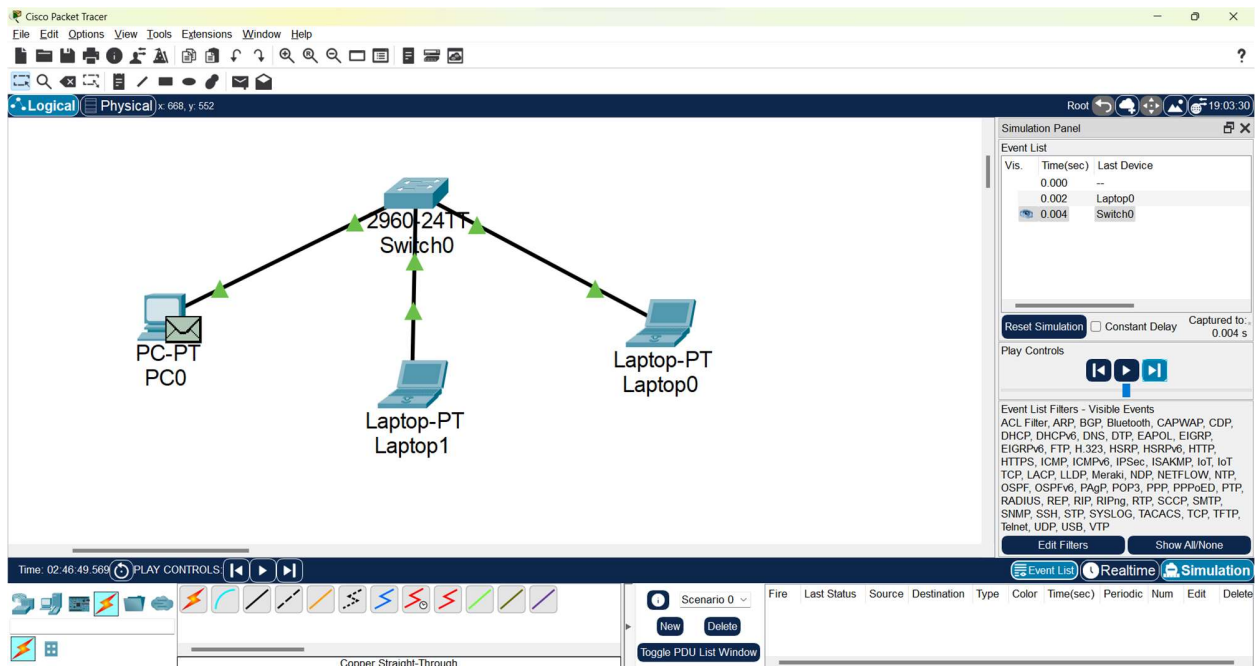 Cisco Packet Tracer
File Edit Options View Tools Extensions Window Help
?
Logical Physical x: 668, y: 552
Root 19:03:30
2960-24TT
Switch0
PC-PT
PC0
Laptop-PT
Laptop1
Laptop-PT
Laptop0
Simulation Panel
Event List
Vis. Time(sec) Last Device
0.000 --
0.002 Laptop0
0.004 Switch0
Reset Simulation Constant Delay Captured to:
0.004 s
Play Controls
Event List Filters - Visible Events
ACL Filter, ARP, BGP, Bluetooth, CAPWAP, CDP,
DHCP, DHCPv6, DNS, DTP, EAPOL, EIGRP,
EIGRPv6, FTP, H.323, HSRP, HSRPv6, HTTP,
HTTPS, ICMP, ICMPv6, IPSec, ISAKMP, IoT, IoT
TCP, LACP, LLDP, Meraki, NDP, NETFLOW, NTP,
OSPF, OSPFv6, PAgP, POP3, PPP, PPPoED, PTP,
RADIUS, REP, RIP, RIPng, RTP, SCCP, SMTP,
SNMP, SSH, STP, SYSLOG, TACACS, TCP, TFTP,
Telnet, UDP, USB, VTP
Edit Filters Show All/None
Time: 02:46:49.569 PLAY CONTROLS:
Event List Realtime Simulation
Scenario 0
New Delete
Toggle PDU List Window
Fire Last Status Source Destination Type Color Time(sec) Periodic Num Edit Delete
Copper Straight-Through